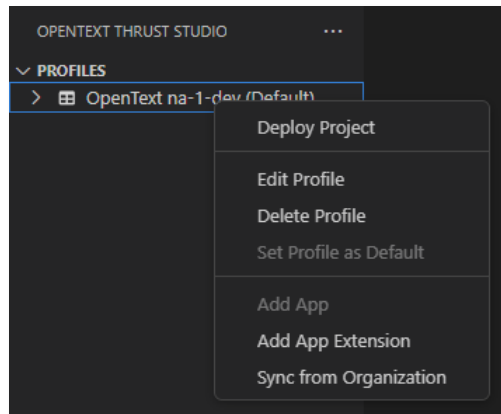 OPENTEXT THRUST STUDIO
PROFILES
OpenText na-1-dev (Default)
Deploy Project
Edit Profile
Delete Profile
Set Profile as Default
Add App
Add App Extension
Sync from Organization